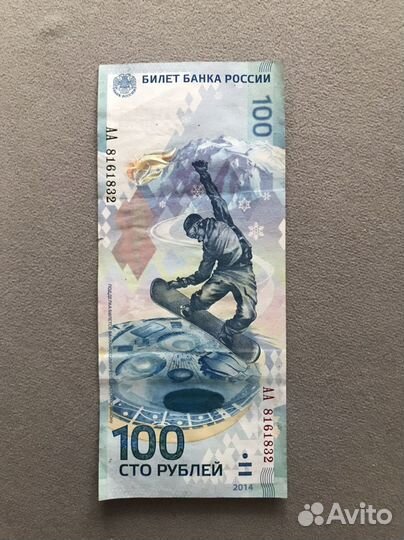 БИЛЕТ БАНКА РОССИИ
100
АА 8161832
АА 8161832
100
СТО РУБЛЕЙ
2014
Avito